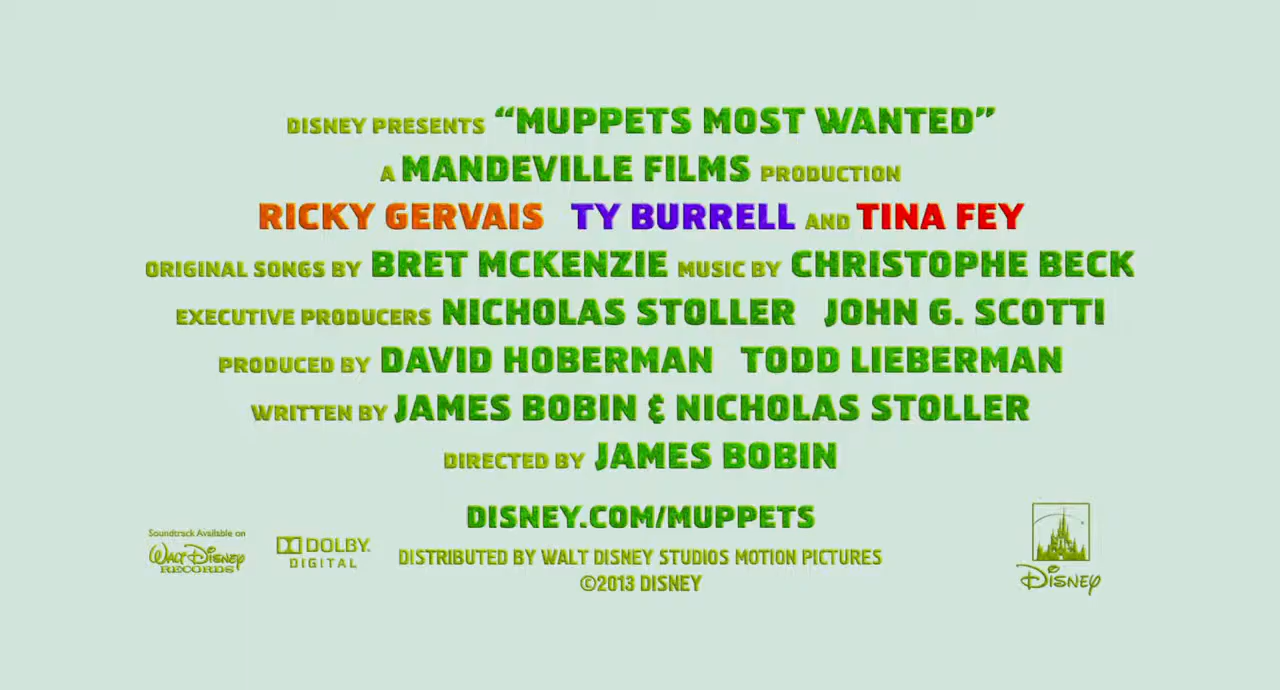 DISNEY PRESENTS “MUPPETS MOST WANTED”
A MANDEVILLE FILMS PRODUCTION
RICKY GERVAIS TY BURRELL AND TINA FEY
ORIGINAL SONGS BY BRET MCKENZIE MUSIC BY CHRISTOPHE BECK
EXECUTIVE PRODUCERS NICHOLAS STOLLER JOHN G. SCOTTI
PRODUCED BY DAVID HOBERMAN TODD LIEBERMAN
WRITTEN BY JAMES BOBIN & NICHOLAS STOLLER
DIRECTED BY JAMES BOBIN
DISNEY.COM/MUPPETS
Soundtrack Available on
WALT DISNEY
RECORDS
DOLBY
DIGITAL
DISTRIBUTED BY WALT DISNEY STUDIOS MOTION PICTURES
©2013 DISNEY
DISNEY